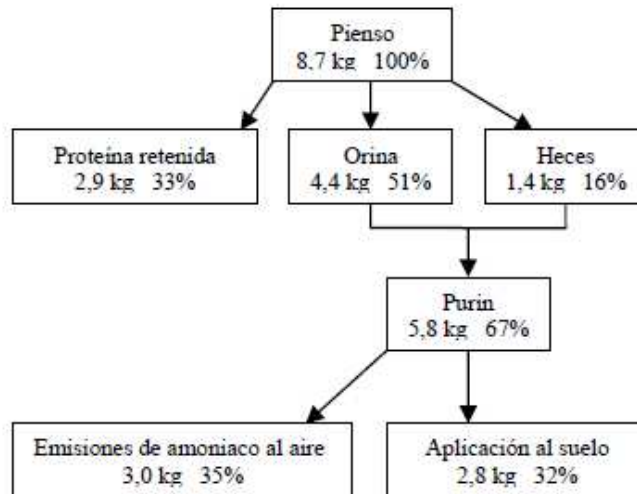 Pienso
8,7 kg 100%
Proteína retenida
2,9 kg 33%
Orina
4,4 kg 51%
Heces
1,4 kg 16%
Purin
5,8 kg 67%
Emisiones de amoniaco al aire
3,0 kg 35%
Aplicación al suelo
2,8 kg 32%